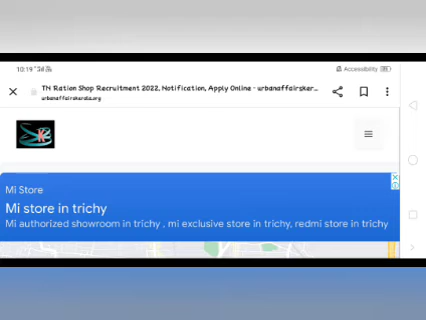 10:19
Accessibility
TN Ration Shop Recruitment 2022, Notification, Apply Online - urbanaffairsker...
urbanaffairskerala.org
K
Mi Store
Mi store in trichy
Mi authorized showroom in trichy , mi exclusive store in trichy, redmi store in trichy